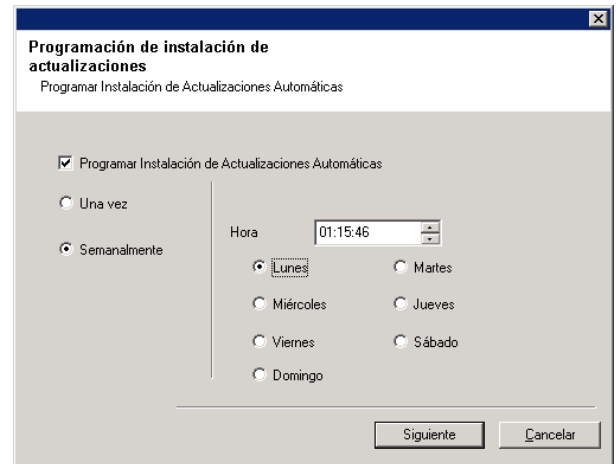 Programación de instalación de
actualizaciones
Programar Instalación de Actualizaciones Automáticas
Programar Instalación de Actualizaciones Automáticas
Una vez
Semanalmente
Hora 01:15:46
Lunes Martes
Miércoles Jueves
Viernes Sábado
Domingo
Siguiente Cancelar